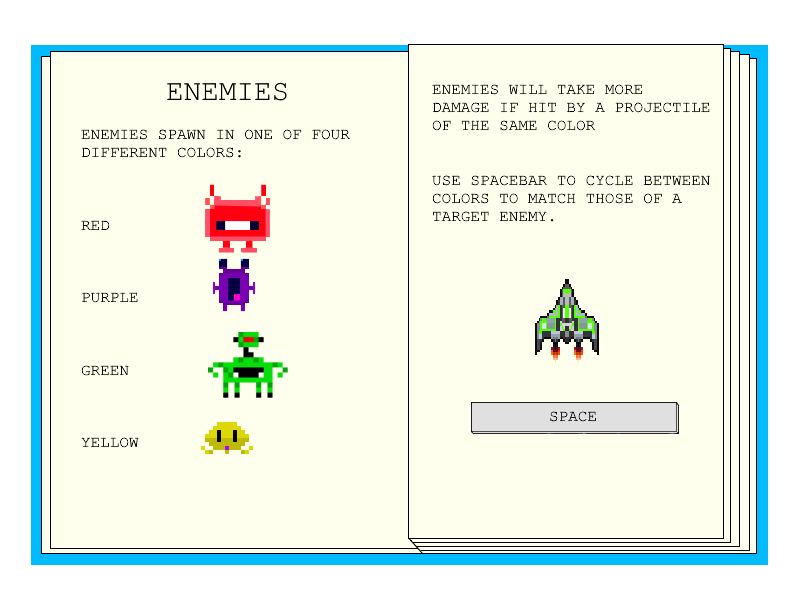 ENEMIES
ENEMIES SPAWN IN ONE OF FOUR
DIFFERENT COLORS:
RED
PURPLE
GREEN
YELLOW
ENEMIES WILL TAKE MORE
DAMAGE IF HIT BY A PROJECTILE
OF THE SAME COLOR
USE SPACEBAR TO CYCLE BETWEEN
COLORS TO MATCH THOSE OF A
TARGET ENEMY.
SPACE